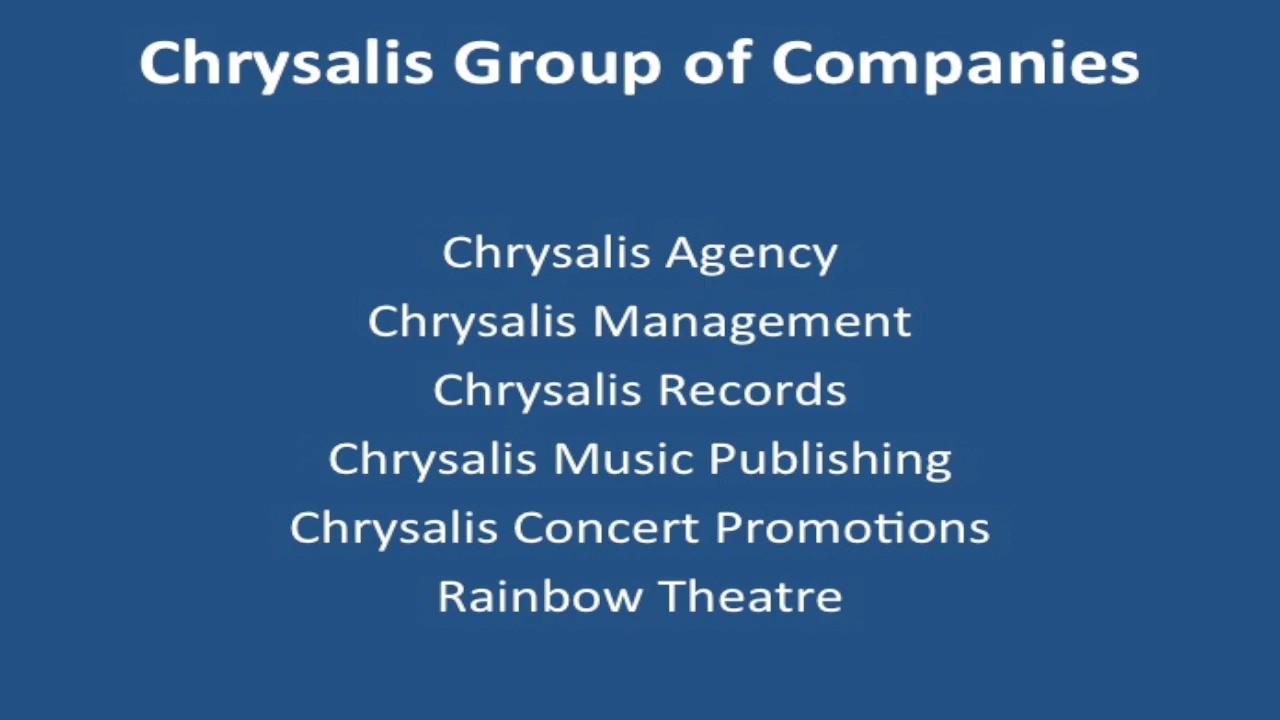 Chrysalis Group of Companies
Chrysalis Agency
Chrysalis Management
Chrysalis Records
Chrysalis Music Publishing
Chrysalis Concert Promotions
Rainbow Theatre